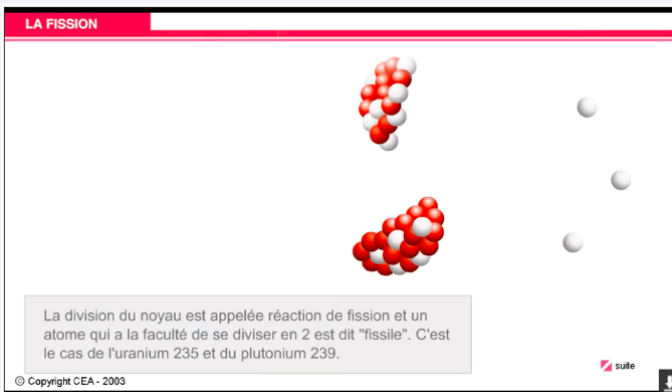 LA FISSION
La division du noyau est appelée réaction de fission et un
atome qui a la faculté de se diviser en 2 est dit "fissile". C'est
le cas de l'uranium 235 et du plutonium 239.
suite
© Copyright CEA - 2003